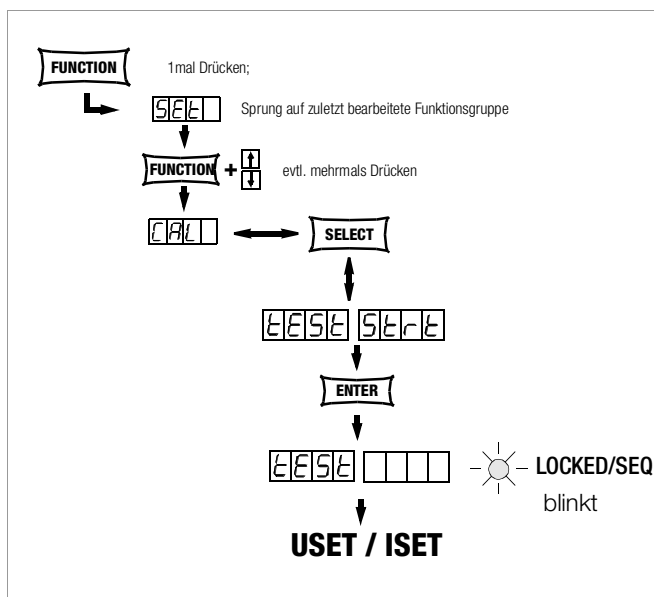 FUNCTION 1mal Drücken;
SEt Sprung auf zuletzt bearbeitete Funktionsgruppe
FUNCTION + evtl. mehrmals Drücken
CAL SELECT
tESt Strt
ENTER
tESt LOCKED/SEQ
blinkt
USET / ISET